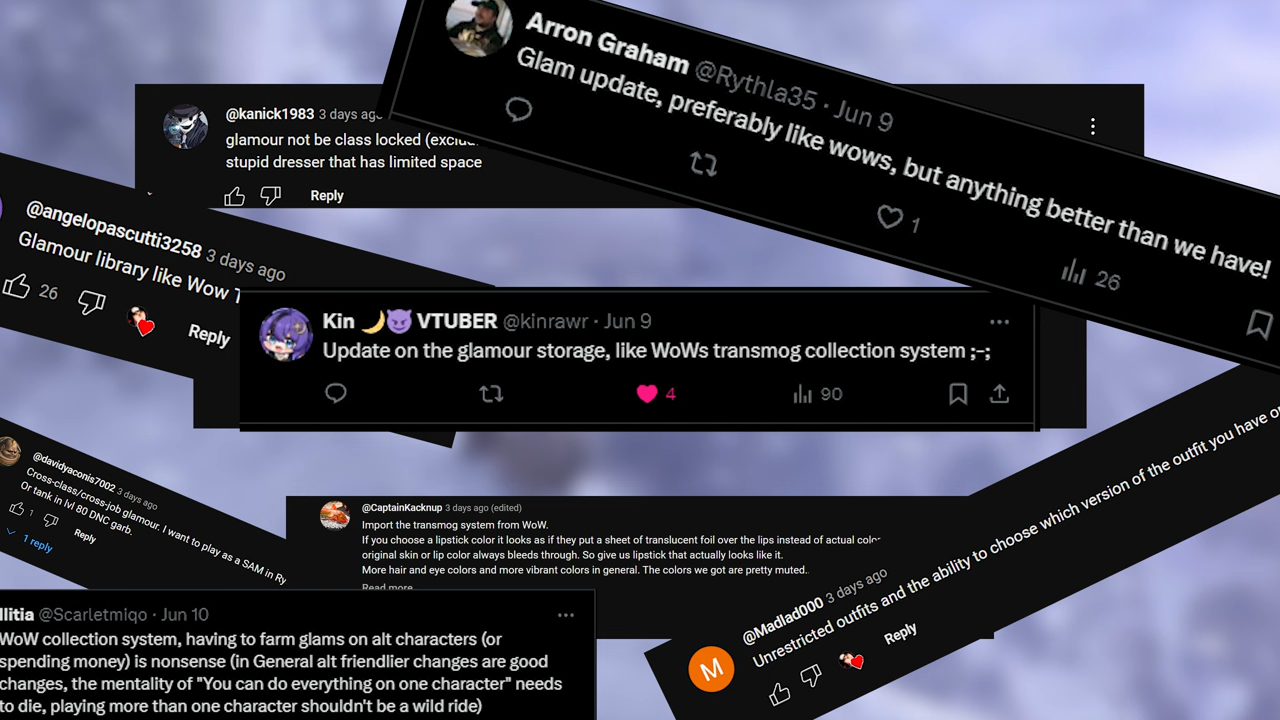 Arron Graham @Rythla35 · Jun 9
Glam update, preferably like wows, but anything better than we have!
1
26
@kanick1983 3 days ago
glamour not be class locked
stupid dresser that has limited space
Reply
@angelopascutti3258 3 days ago
Glamour library like Wow
26
Reply
Kin 🌙😈 VTUBER @kinrawr · Jun 9
Update on the glamour storage, like WoWs transmog collection system ;-;
4
90
@davidyaconis7002 3 days ago
Cross-class/cross-job glamour. I want to play as a SAM in
Or tank in lvl 80 DNC garb.
1
Reply
1 reply
@CaptainKacknup 3 days ago (edited)
Import the transmog system from WoW.
If you choose a lipstick color it looks as if they put a sheet of translucent foil over the lips instead of actual
original skin or lip color always bleeds through. So give us lipstick that actually looks like it.
More hair and eye colors and more vibrant colors in general. The colors we got are pretty muted.
Read more
@Scarletmiqo · Jun 10
WoW collection system, having to farm glams on alt characters (or
spending money) is nonsense (in General alt friendlier changes are good
changes, the mentality of "You can do everything on one character" needs
to die, playing more than one character shouldn't be a wild ride)
M
@Madlad000 3 days ago
Unrestricted outfits and the ability to choose which version of the outfit you have
Reply